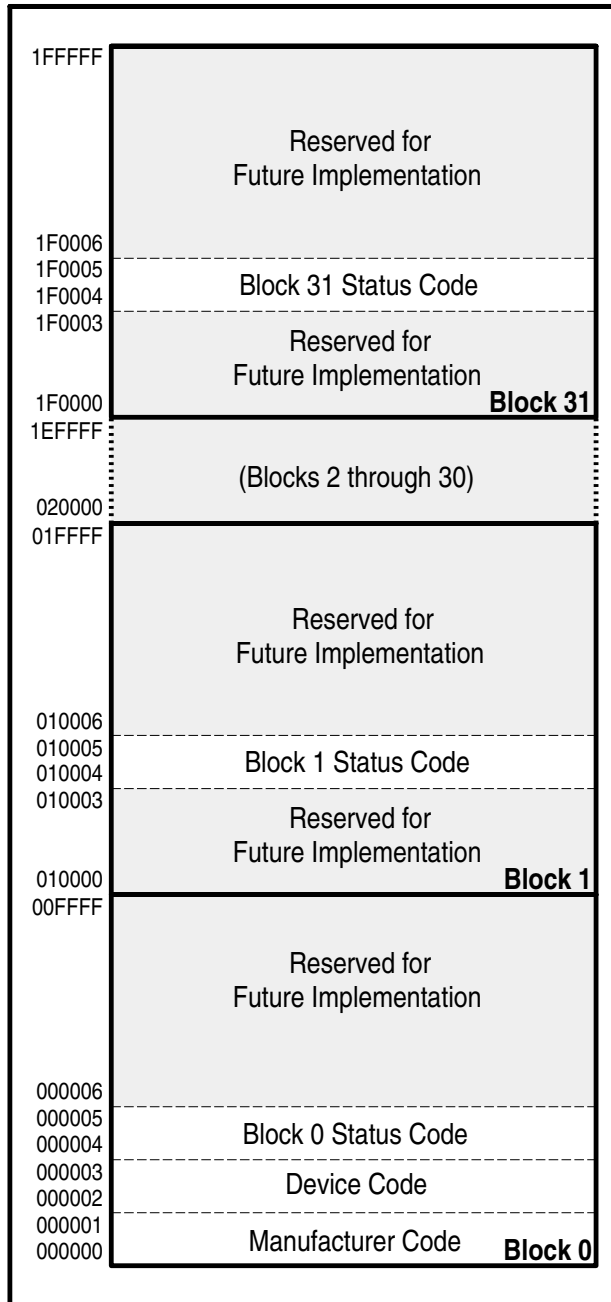 1FFFFF
Reserved for
Future Implementation
1F0006
1F0005
Block 31 Status Code
1F0004
1F0003
Reserved for
Future Implementation
1F0000
Block 31
1EFFFF
(Blocks 2 through 30)
020000
01FFFF
Reserved for
Future Implementation
010006
010005
Block 1 Status Code
010004
010003
Reserved for
Future Implementation
010000
Block 1
00FFFF
Reserved for
Future Implementation
000006
000005
Block 0 Status Code
000004
000003
Device Code
000002
000001
Manufacturer Code
000000
Block 0